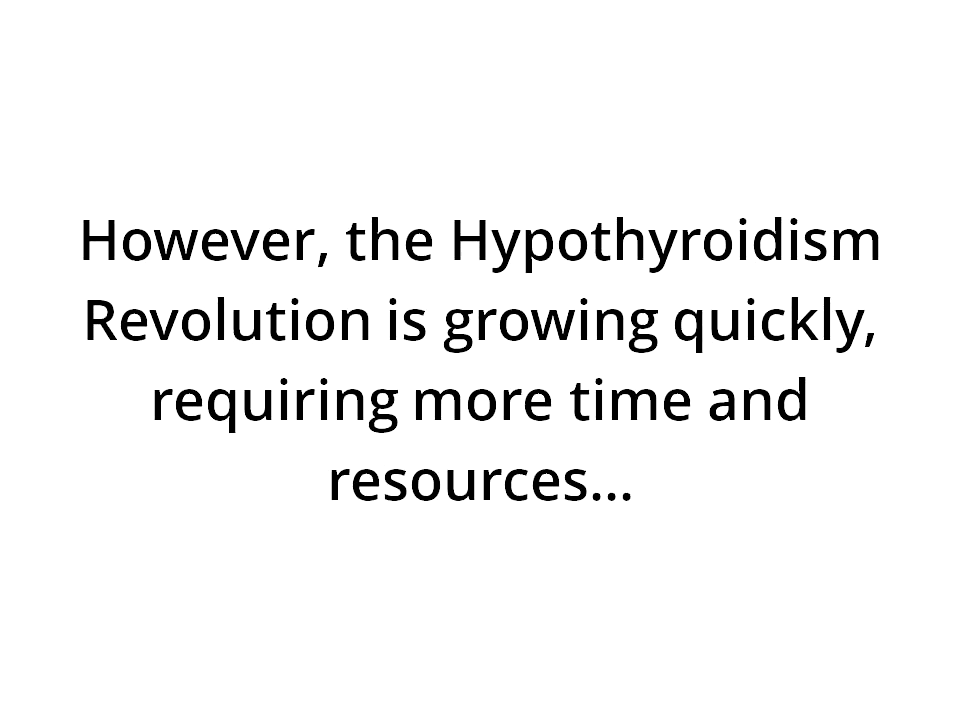 However, the Hypothyroidism
Revolution is growing quickly,
requiring more time and
resources...